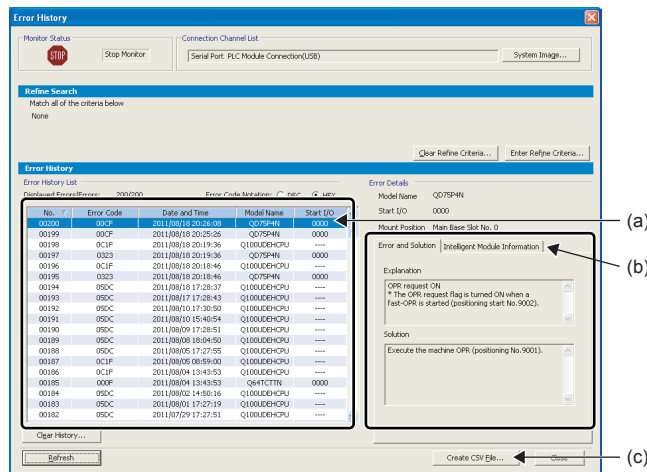 Error History
Monitor Status
STOP
Stop Monitor
Connection Channel List
Serial Port PLC Module Connection(USB)
System Image...
Refine Search
Match all of the criteria below
None
Clear Refine Criteria...
Enter Refine Criteria...
Error History
Error History List
Displayed Errors/Errors: 200/200
Error Code Notation: DEC HEX
No. Error Code Date and Time Model Name Start I/O
00200 00CF 2011/08/18 20:26:08 QD75P4N 0000
00199 00CF 2011/08/18 20:25:26 QD75P4N 0000
00198 0C1F 2011/08/18 20:19:36 Q100UDEHCPU ----
00197 0323 2011/08/18 20:19:36 QD75P4N 0000
00196 0C1F 2011/08/18 20:18:46 Q100UDEHCPU ----
00195 0323 2011/08/18 20:18:46 QD75P4N 0000
00194 05DC 2011/08/18 17:28:37 Q100UDEHCPU ----
00193 05DC 2011/08/17 17:28:43 Q100UDEHCPU ----
00192 05DC 2011/08/10 17:30:50 Q100UDEHCPU ----
00191 05DC 2011/08/10 15:40:54 Q100UDEHCPU ----
00190 05DC 2011/08/09 17:28:51 Q100UDEHCPU ----
00189 05DC 2011/08/08 18:04:50 Q100UDEHCPU ----
00188 05DC 2011/08/05 17:27:55 Q100UDEHCPU ----
00187 0C1F 2011/08/05 08:59:00 Q100UDEHCPU ----
00186 0C1F 2011/08/04 13:43:53 Q100UDEHCPU ----
00185 000F 2011/08/04 13:43:53 Q64TCTTN 0000
00184 05DC 2011/08/02 14:50:16 Q100UDEHCPU ----
00183 05DC 2011/08/01 17:27:19 Q100UDEHCPU ----
00182 05DC 2011/07/29 17:27:51 Q100UDEHCPU ----
Clear History...
Refresh
Error Details
Model Name QD75P4N
Start I/O 0000
Mount Position Main Base Slot No. 0
Error and Solution
Intelligent Module Information
Explanation
OPR request ON
* The OPR request flag is turned ON when a
fast-OPR is started (positioning start No.9002).
Solution
Execute the machine OPR (positioning No.9001).
Create CSV File...
Close
(a)
(b)
(c)